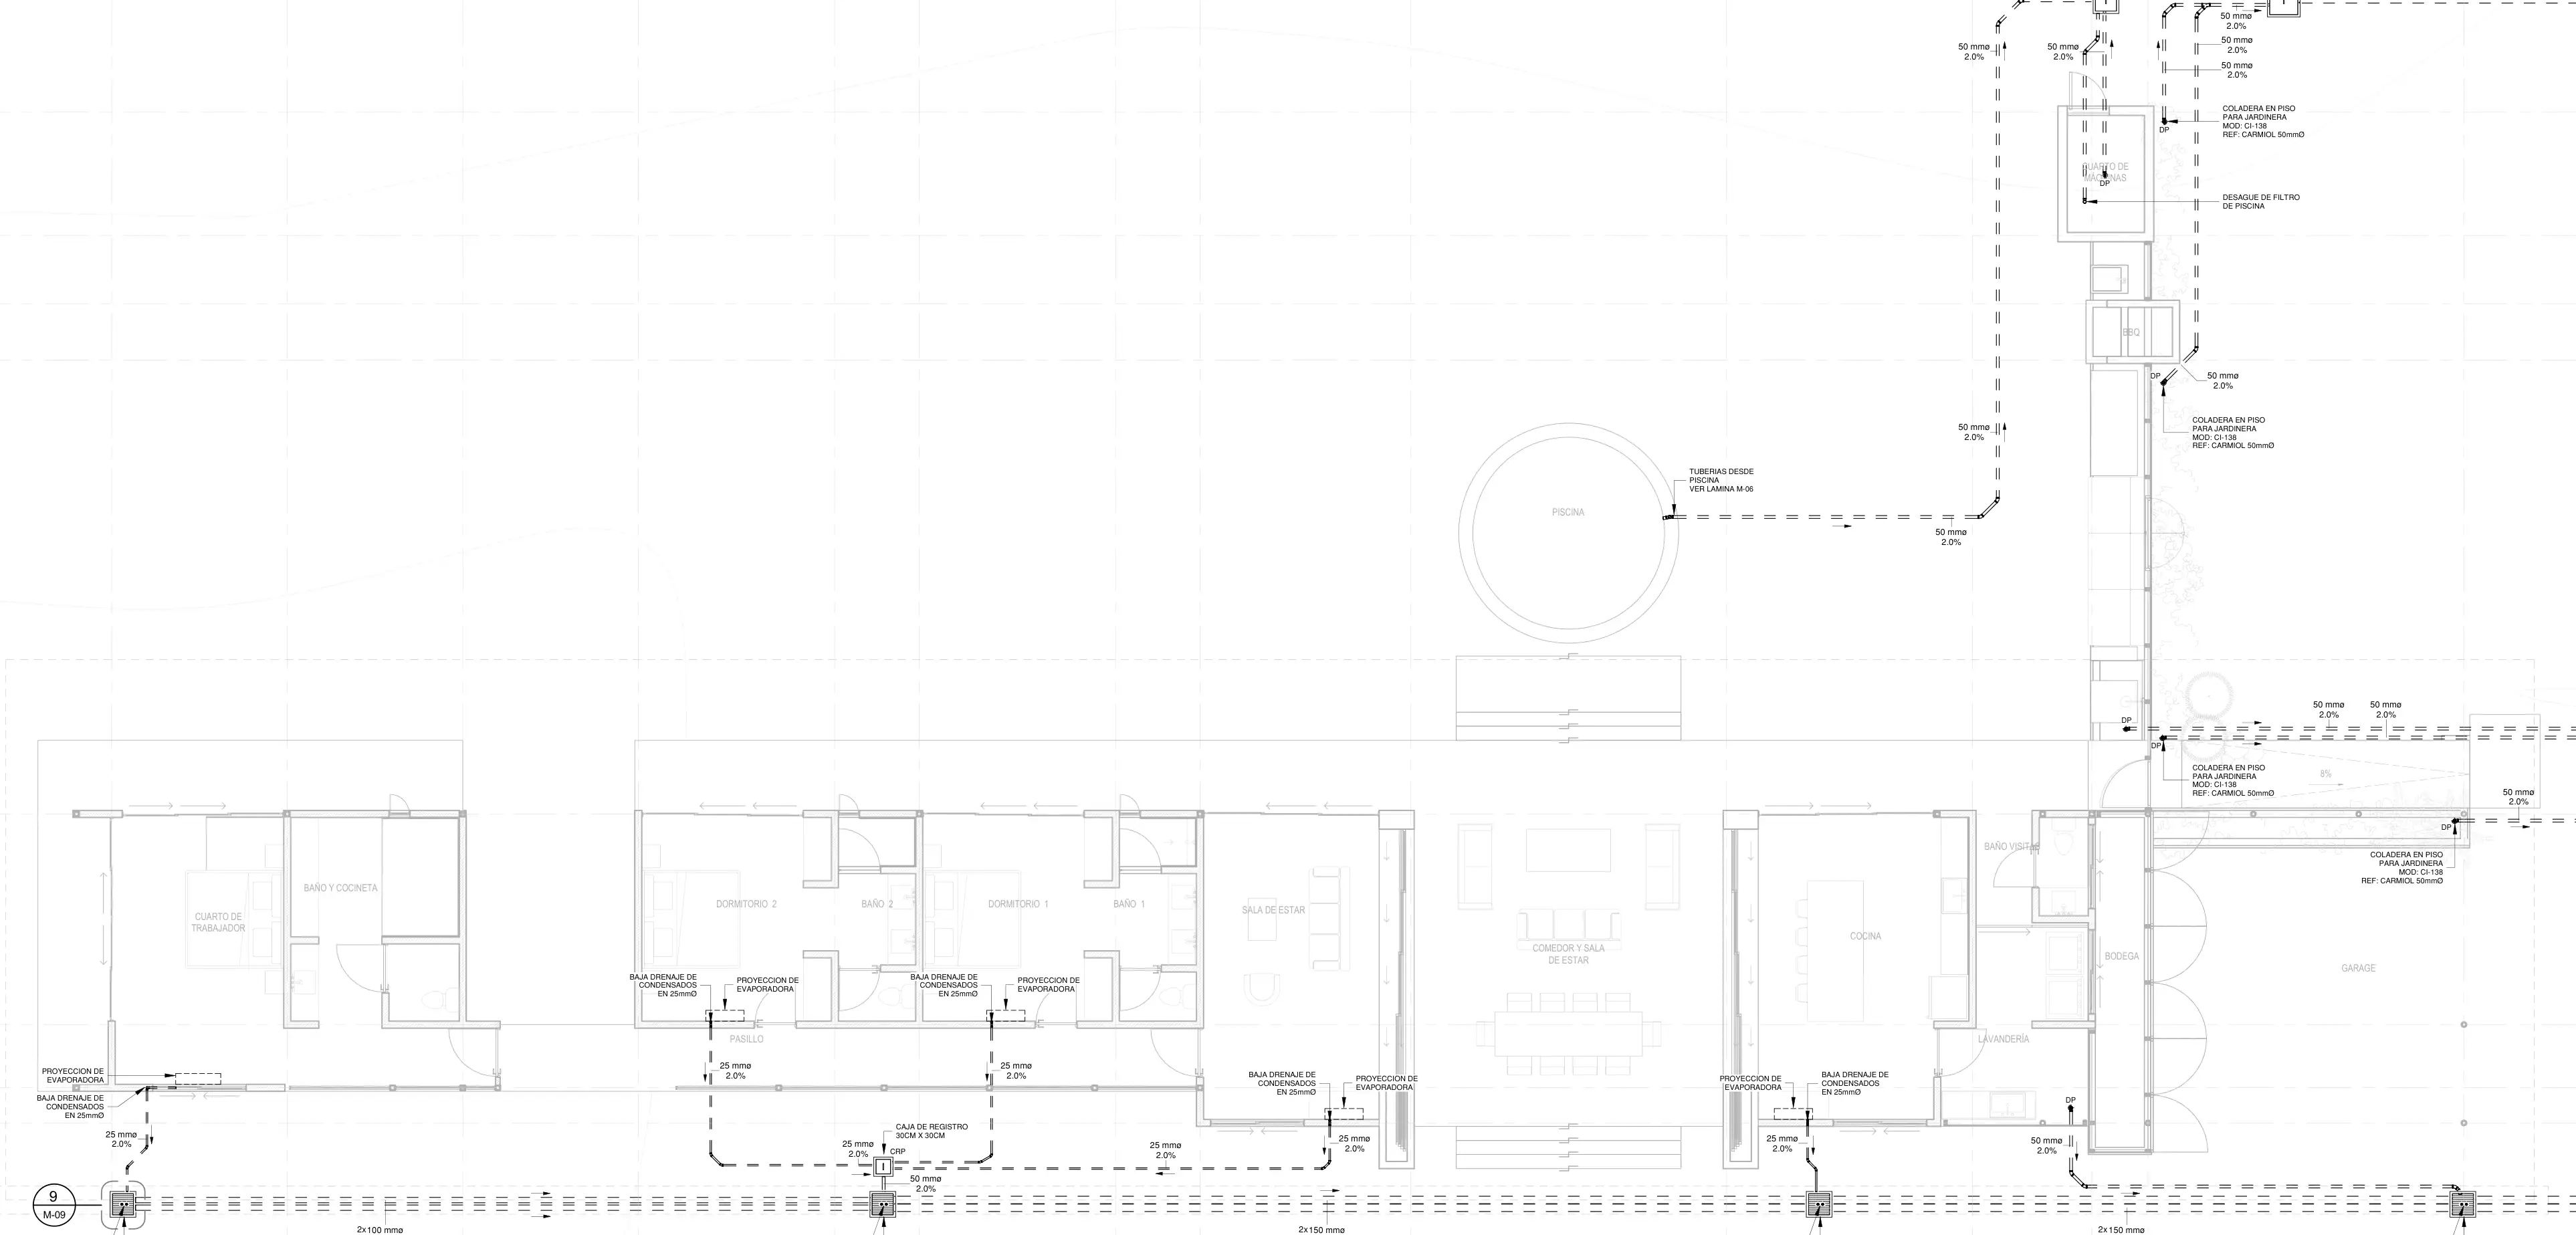 50 mmø
2.0%
50 mmø
2.0%
50 mmø
2.0%
50 mmø
2.0%
50 mmø
2.0%
COLADERA EN PISO
PARA JARDINERA
MOD: CI-138
REF: CARMIOL 50mmØ
DP
CUARTO DE
MÁQUINAS
DP
DESAGUE DE FILTRO
DE PISCINA
BBQ
DP
50 mmø
2.0%
COLADERA EN PISO
PARA JARDINERA
MOD: CI-138
REF: CARMIOL 50mmØ
50 mmø
2.0%
TUBERIAS DESDE
PISCINA
VER LAMINA M-06
PISCINA
50 mmø
2.0%
DP
50 mmø
2.0%
50 mmø
2.0%
DP
COLADERA EN PISO
PARA JARDINERA
MOD: CI-138
REF: CARMIOL 50mmØ
8%
50 mmø
2.0%
DP
COLADERA EN PISO
PARA JARDINERA
MOD: CI-138
REF: CARMIOL 50mmØ
BAÑO Y COCINETA
CUARTO DE
TRABAJADOR
DORMITORIO 2
BAÑO 2
DORMITORIO 1
BAÑO 1
SALA DE ESTAR
COMEDOR Y SALA
DE ESTAR
COCINA
BAÑO VISITAS
BODEGA
GARAGE
LAVANDERÍA
PASILLO
BAJA DRENAJE DE
CONDENSADOS
EN 25mmØ
PROYECCION DE
EVAPORADORA
BAJA DRENAJE DE
CONDENSADOS
EN 25mmØ
PROYECCION DE
EVAPORADORA
PROYECCION DE
EVAPORADORA
BAJA DRENAJE DE
CONDENSADOS
EN 25mmØ
25 mmø
2.0%
25 mmø
2.0%
25 mmø
2.0%
BAJA DRENAJE DE
CONDENSADOS
EN 25mmØ
PROYECCION DE
EVAPORADORA
PROYECCION DE
EVAPORADORA
BAJA DRENAJE DE
CONDENSADOS
EN 25mmØ
DP
CAJA DE REGISTRO
30CM X 30CM
CRP
25 mmø
2.0%
25 mmø
2.0%
25 mmø
2.0%
25 mmø
2.0%
50 mmø
2.0%
50 mmø
2.0%
9
M-09
2x100 mmø
2x150 mmø
2x150 mmø